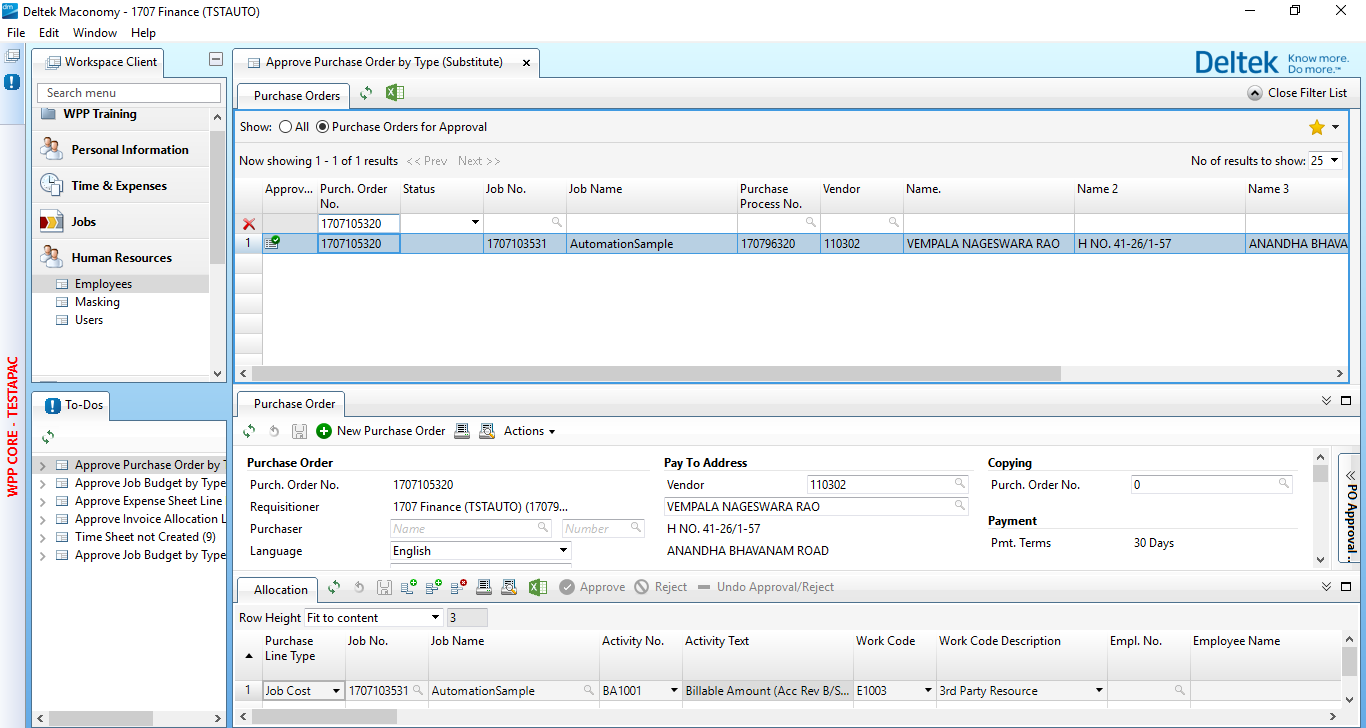 Deltek Maconomy - 1707 Finance (TSTAUTO)
File Edit Window Help
Workspace Client
Approve Purchase Order by Type (Substitute)
Deltek Know more. Do more.™
Search menu
Purchase Orders
Close Filter List
WPP Training
Personal Information
Time & Expenses
Jobs
Human Resources
Employees
Masking
Users
Show: All Purchase Orders for Approval
Now showing 1 - 1 of 1 results << Prev Next >>
No of results to show: 25
Approv... Purch. Order No. Status Job No. Job Name Purchase Process No. Vendor Name. Name 2 Name 3
1707105320
1 1707105320 1707103531 AutomationSample 170796320 110302 VEMPALA NAGESWARA RAO H NO. 41-26/1-57 ANANDHA BHAVA
WPP CORE - TESTAPAC
To-Dos
Approve Purchase Order by T
Approve Job Budget by Type
Approve Expense Sheet Line
Approve Invoice Allocation L
Time Sheet not Created (9)
Approve Job Budget by Type
Purchase Order
New Purchase Order Actions
Purchase Order
Purch. Order No. 1707105320
Requisitioner 1707 Finance (TSTAUTO) (17079...
Purchaser Name Number
Language English
Pay To Address
Vendor 110302
VEMPALA NAGESWARA RAO
H NO. 41-26/1-57
ANANDHA BHAVANAM ROAD
Copying
Purch. Order No. 0
Payment
Pmt. Terms 30 Days
PO Approval ...
Allocation
Approve Reject Undo Approval/Reject
Row Height Fit to content 3
Purchase Line Type Job No. Job Name Activity No. Activity Text Work Code Work Code Description Empl. No. Employee Name
1 Job Cost 1707103531 AutomationSample BA1001 Billable Amount (Acc Rev B/S... E1003 3rd Party Resource